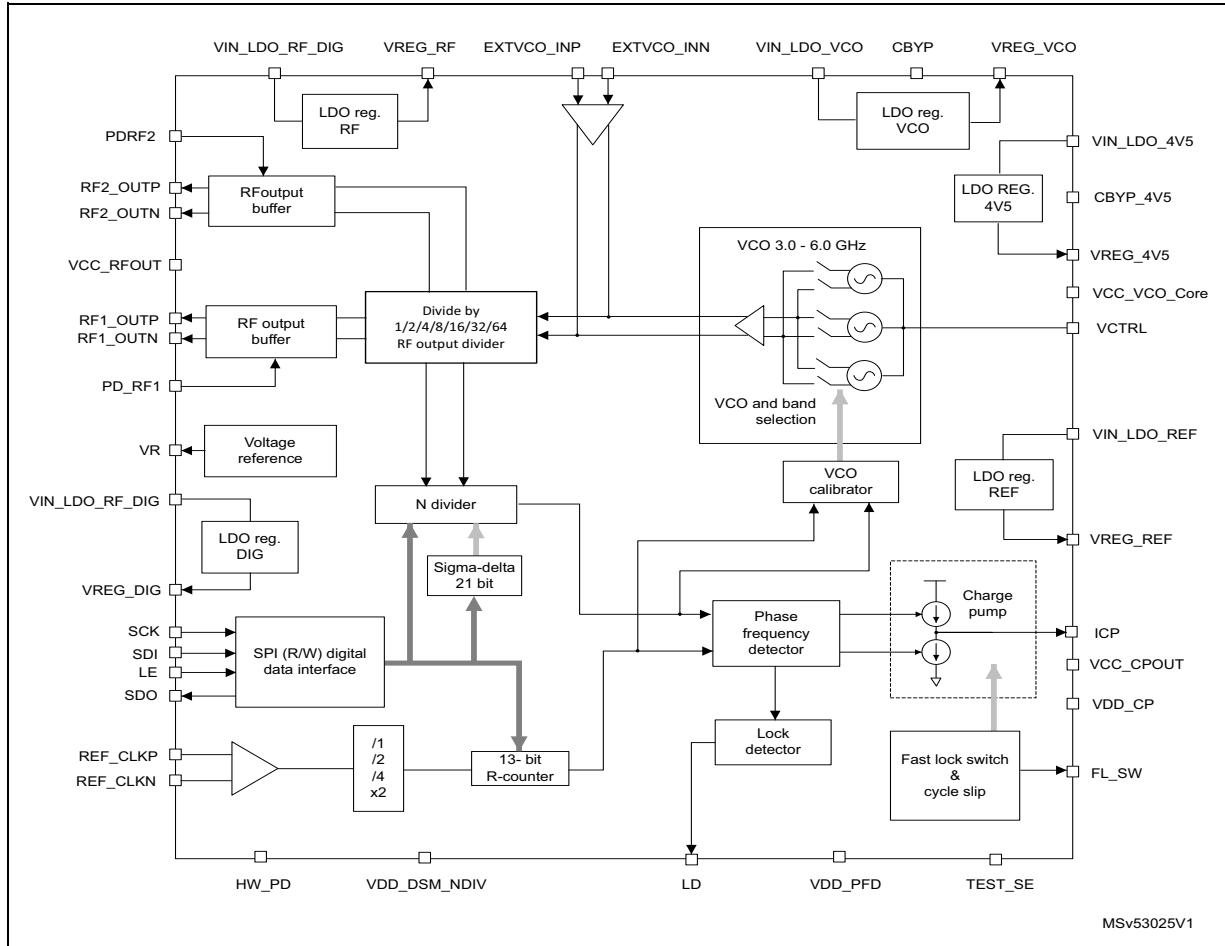 VIN_LDO_RF_DIG
VREG_RF
EXTVCO_INP
EXTVCO_INN
VIN_LDO_VCO
CBYP
VREG_VCO
LDO reg.
RF
LDO reg.
VCO
PDRF2
RF2_OUTP
RF2_OUTN
RFoutput
buffer
VCC_RFOUT
RF1_OUTP
RF1_OUTN
RF output
buffer
PD_RF1
Divide by
1/2/4/8/16/32/64
RF output divider
VCO 3.0 - 6.0 GHz
VCO and band
selection
VIN_LDO_4V5
LDO REG.
4V5
CBYP_4V5
VREG_4V5
VCC_VCO_Core
VCTRL
VR
Voltage
reference
VIN_LDO_RF_DIG
LDO reg.
DIG
VREG_DIG
N divider
Sigma-delta
21 bit
VCO
calibrator
VIN_LDO_REF
LDO reg.
REF
VREG_REF
SCK
SDI
LE
SDO
SPI (R/W) digital
data interface
Phase
frequency
detector
Charge
pump
ICP
VCC_CPOUT
VDD_CP
REF_CLKP
REF_CLKN
/1
/2
/4
x2
13- bit
R-counter
Lock
detector
Fast lock switch
&
cycle slip
FL_SW
HW_PD
VDD_DSM_NDIV
LD
VDD_PFD
TEST_SE
MSv53025V1